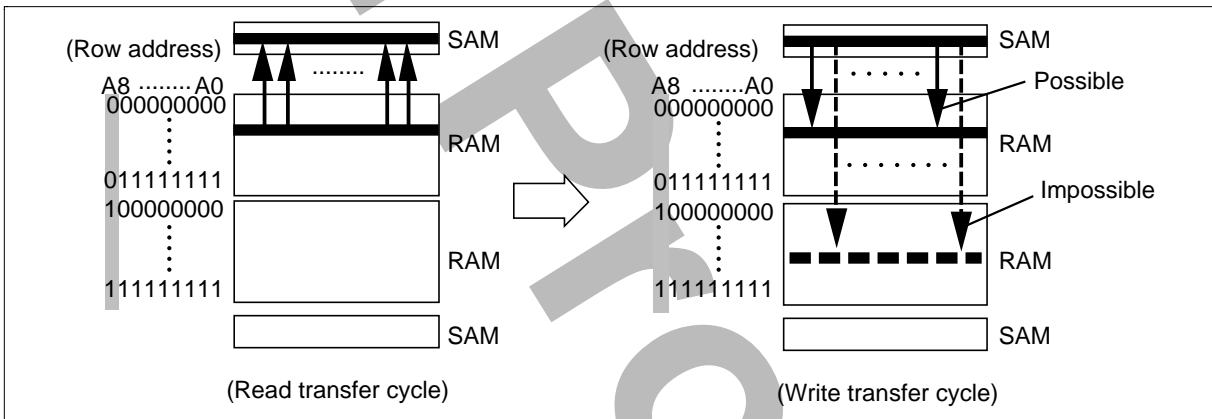 (Row address)
SAM
A8 ........ A0
........
000000000
RAM
011111111
100000000
RAM
111111111
SAM
(Read transfer cycle)
(Row address)
SAM
A8 ........A0
. . . . .
Possible
000000000
RAM
. . . . . . .
011111111
Impossible
100000000
RAM
111111111
SAM
(Write transfer cycle)
Pro